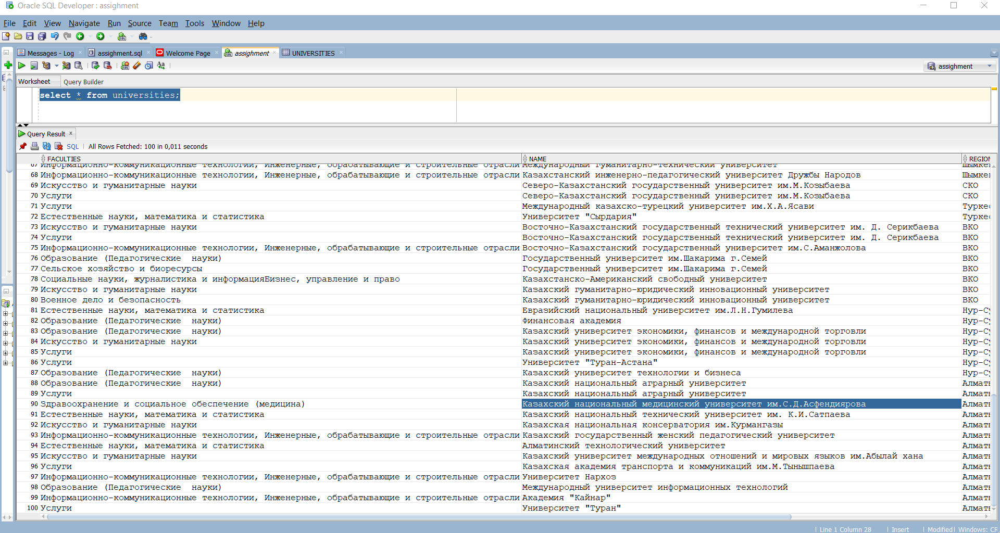 Oracle SQL Developer : assighment
File Edit View Navigate Run Source Team Tools Window Help
Messages - Log assighment.sql Welcome Page assighment UNIVERSITIES
assighment
Worksheet Query Builder
select * from universities;
Query Result
SQL All Rows Fetched: 100 in 0,011 seconds
FACULTIES NAME REGION
67 Информационно-коммуникационные технологии, Инженерные, обрабатывающие и строительные отрасли Международный гуманитарно-технический университет Шымке
68 Информационно-коммуникационные технологии, Инженерные, обрабатывающие и строительные отрасли Казахстанский инженерно-педагогический университет Дружбы Народов Шымке
69 Искусство и гуманитарные науки Северо-Казахстанский государственный университет им.М.Козыбаева СКО
70 Услуги Северо-Казахстанский государственный университет им.М.Козыбаева СКО
71 Услуги Международный казахско-турецкий университет им.Х.А.Ясави Турке
72 Естественные науки, математика и статистика Университет "Сырдария" Турке
73 Искусство и гуманитарные науки Восточно-Казахстанский государственный технический университет им. Д. Серикбаева ВКО
74 Услуги Восточно-Казахстанский государственный технический университет им. Д. Серикбаева ВКО
75 Информационно-коммуникационные технологии, Инженерные, обрабатывающие и строительные отрасли Восточно-Казахстанский государственный университет им.С.Аманжолова ВКО
76 Образование (Педагогические  науки) Государственный университет им.Шакарима г.Семей ВКО
77 Сельское хозяйство и биоресурсы Государственный университет им.Шакарима г.Семей ВКО
78 Социальные науки, журналистика и информацияБизнес, управление и право Казахстанско-Американский свободный университет ВКО
79 Искусство и гуманитарные науки Казахский гуманитарно-юридический инновационный университет ВКО
80 Военное дело и безопасность Казахский гуманитарно-юридический инновационный университет ВКО
81 Естественные науки, математика и статистика Евразийский национальный университет им.Л.Н.Гумилева Нур-Су
82 Образование (Педагогические  науки) Финансовая академия Нур-Су
83 Образование (Педагогические  науки) Казахский университет экономики, финансов и международной торговли Нур-Су
84 Искусство и гуманитарные науки Казахский университет экономики, финансов и международной торговли Нур-Су
85 Услуги Казахский университет экономики, финансов и международной торговли Нур-Су
86 Услуги Университет "Туран-Астана" Нур-Су
87 Образование (Педагогические  науки) Казахский университет технологии и бизнеса Нур-Су
88 Образование (Педагогические  науки) Казахский национальный аграрный университет Алмат
89 Услуги Казахский национальный аграрный университет Алмат
90 Здравоохранение и социальное обеспечение (медицина) Казахский национальный медицинский университет им.С.Д.Асфендиярова Алмат
91 Естественные науки, математика и статистика Казахский национальный технический университет им. К.И.Сатпаева Алмат
92 Искусство и гуманитарные науки Казахская национальная консерватория им.Курмангазы Алмат
93 Информационно-коммуникационные технологии, Инженерные, обрабатывающие и строительные отрасли Казахский государственный женский педагогический университет Алмат
94 Естественные науки, математика и статистика Алматинский технологический университет Алмат
95 Искусство и гуманитарные науки Казахский университет международных отношений и мировых языков им.Абылай хана Алмат
96 Услуги Казахская академия транспорта и коммуникаций им.М.Тынышпаева Алмат
97 Информационно-коммуникационные технологии, Инженерные, обрабатывающие и строительные отрасли Университет Нархоз Алмат
98 Образование (Педагогические  науки) Международный университет информационных технологий Алмат
99 Информационно-коммуникационные технологии, Инженерные, обрабатывающие и строительные отрасли Академия "Кайнар" Алмат
100 Услуги Университет "Туран" Алмат
Line 1 Column 28 Insert Modified Windows: CR